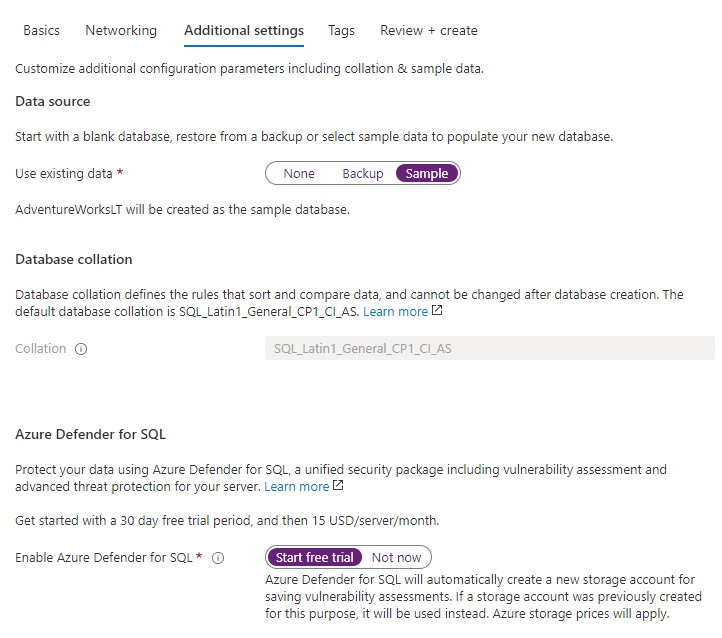 Basics Networking Additional settings Tags Review + create
Customize additional configuration parameters including collation & sample data.
Data source
Start with a blank database, restore from a backup or select sample data to populate your new database.
Use existing data * None Backup Sample
AdventureWorksLT will be created as the sample database.
Database collation
Database collation defines the rules that sort and compare data, and cannot be changed after database creation. The
default database collation is SQL_Latin1_General_CP1_CI_AS. Learn more
Collation SQL_Latin1_General_CP1_CI_AS
Azure Defender for SQL
Protect your data using Azure Defender for SQL, a unified security package including vulnerability assessment and
advanced threat protection for your server. Learn more
Get started with a 30 day free trial period, and then 15 USD/server/month.
Enable Azure Defender for SQL * Start free trial Not now
Azure Defender for SQL will automatically create a new storage account for
saving vulnerability assessments. If a storage account was previously created
for this purpose, it will be used instead. Azure storage prices will apply.